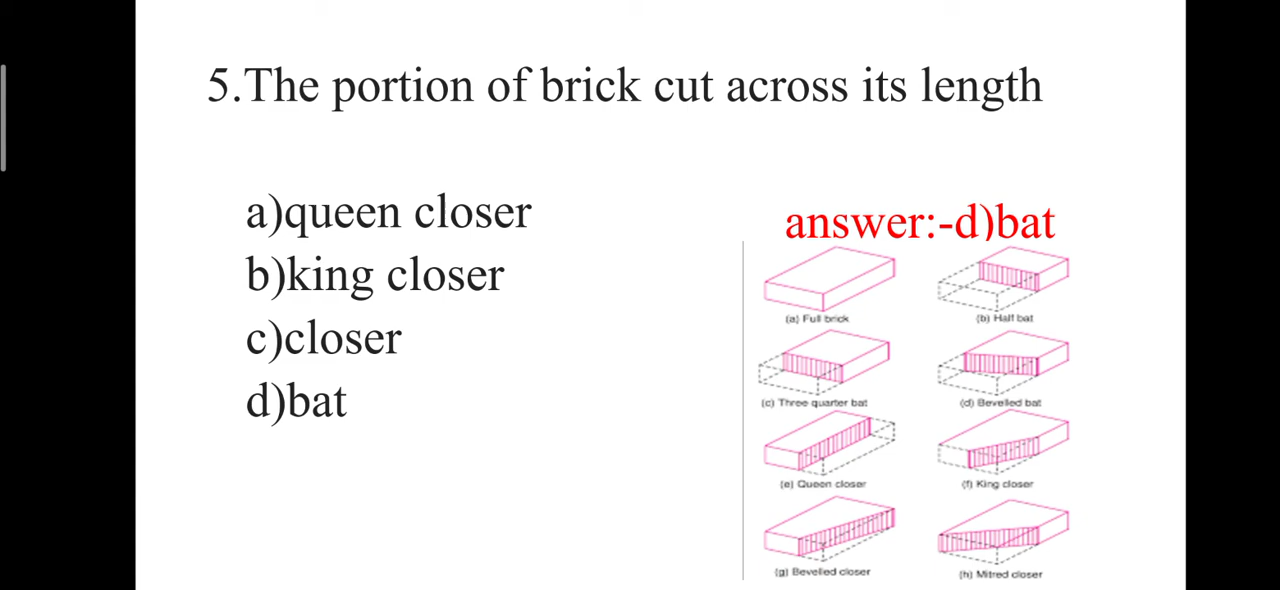 5.The portion of brick cut across its length
a)queen closer
b)king closer
c)closer
d)bat
answer:-d)bat
(a) Full brick
(b) Half bat
(c) Three quarter bat
(d) Bevelled bat
(e) Queen closer
(f) King closer
(g) Bevelled closer
(h) Mitred closer